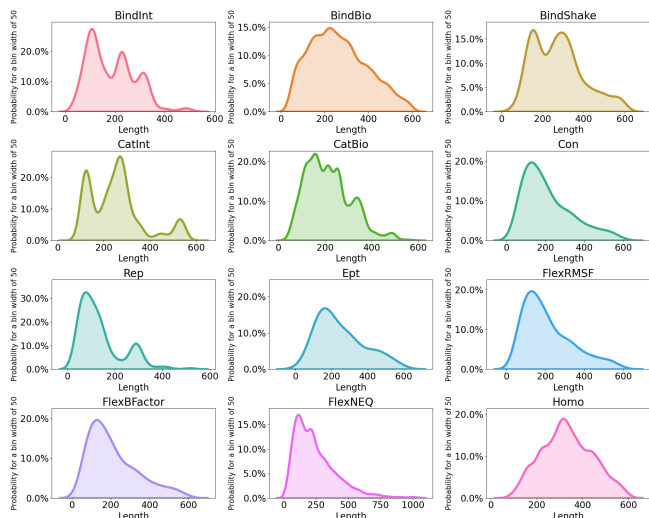 BindInt
Probability for a bin width of 50
20.0%
10.0%
0.0%
0 200 400 600
Length
BindBio
Probability for a bin width of 50
15.0%
10.0%
5.0%
0.0%
0 200 400 600
Length
BindShake
Probability for a bin width of 50
15.0%
10.0%
5.0%
0.0%
0 200 400 600
Length
CatInt
Probability for a bin width of 50
20.0%
10.0%
0.0%
0 200 400 600
Length
CatBio
Probability for a bin width of 50
20.0%
10.0%
0.0%
0 200 400 600
Length
Con
Probability for a bin width of 50
20.0%
10.0%
0.0%
0 200 400 600
Length
Rep
Probability for a bin width of 50
30.0%
20.0%
10.0%
0.0%
0 200 400 600
Length
Ept
Probability for a bin width of 50
20.0%
10.0%
0.0%
0 200 400 600
Length
FlexRMSF
Probability for a bin width of 50
20.0%
10.0%
0.0%
0 200 400 600
Length
FlexBFactor
Probability for a bin width of 50
20.0%
10.0%
0.0%
0 200 400 600
Length
FlexNEQ
Probability for a bin width of 50
15.0%
10.0%
5.0%
0.0%
0 250 500 750 1000
Length
Homo
Probability for a bin width of 50
20.0%
10.0%
0.0%
0 200 400 600
Length